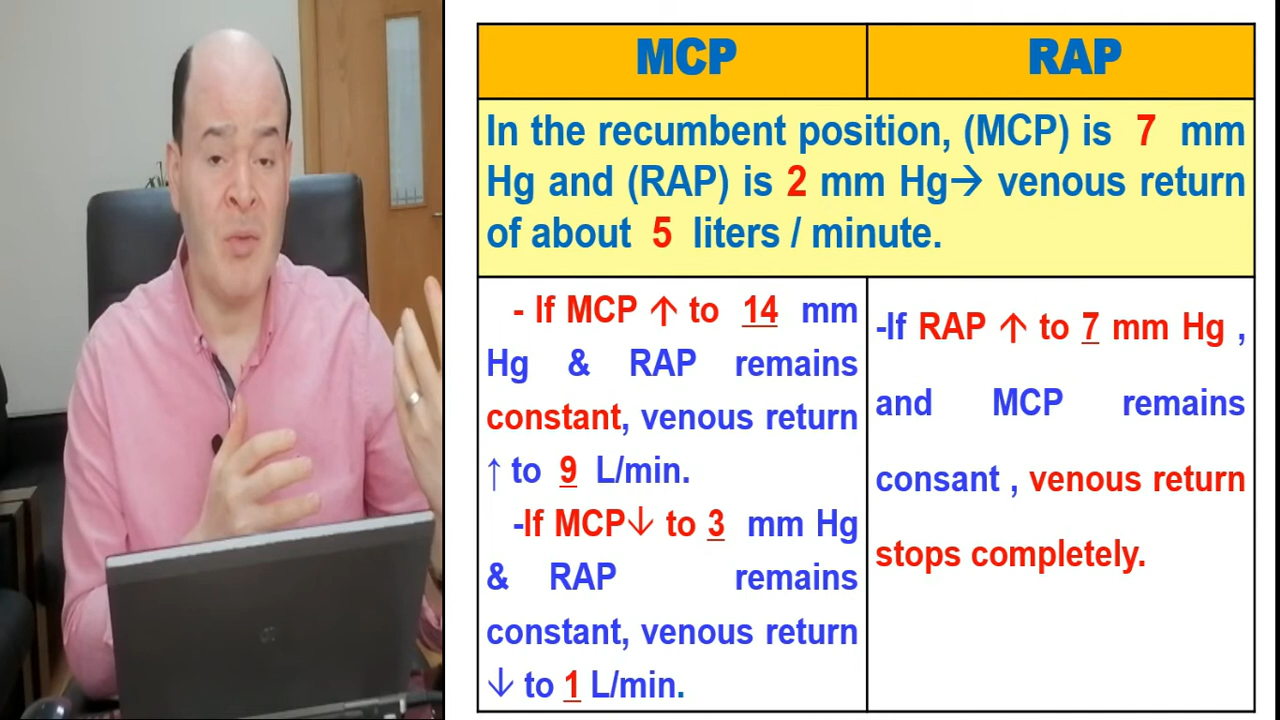 MCP RAP
In the recumbent position, (MCP) is 7 mm
Hg and (RAP) is 2 mm Hg→ venous return
of about 5 liters / minute.
- If MCP ↑ to 14 mm
Hg & RAP remains
constant, venous return
↑ to 9 L/min.
-If MCP↓ to 3 mm Hg
& RAP remains
constant, venous return
↓ to 1 L/min.
-If RAP ↑ to 7 mm Hg ,
and MCP remains
consant , venous return
stops completely.